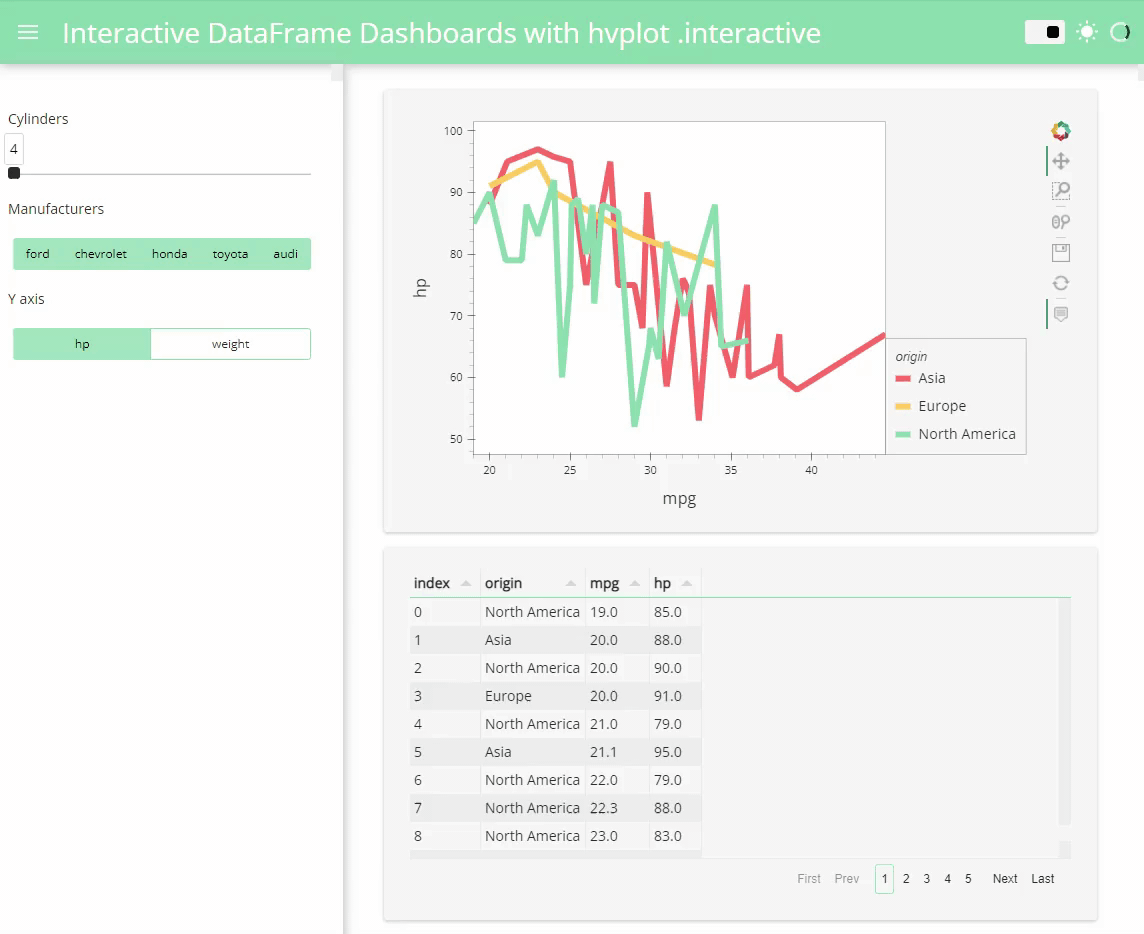 Interactive DataFrame Dashboards with hvplot .interactive
Cylinders
4
Manufacturers
ford chevrolet honda toyota audi
Y axis
hp weight
100
90
80
70
60
50
hp
20 25 30 35 40
mpg
origin
Asia
Europe
North America
index origin mpg hp
0 North America 19.0 85.0
1 Asia 20.0 88.0
2 North America 20.0 90.0
3 Europe 20.0 91.0
4 North America 21.0 79.0
5 Asia 21.1 95.0
6 North America 22.0 79.0
7 North America 22.3 88.0
8 North America 23.0 83.0
First Prev 1 2 3 4 5 Next Last